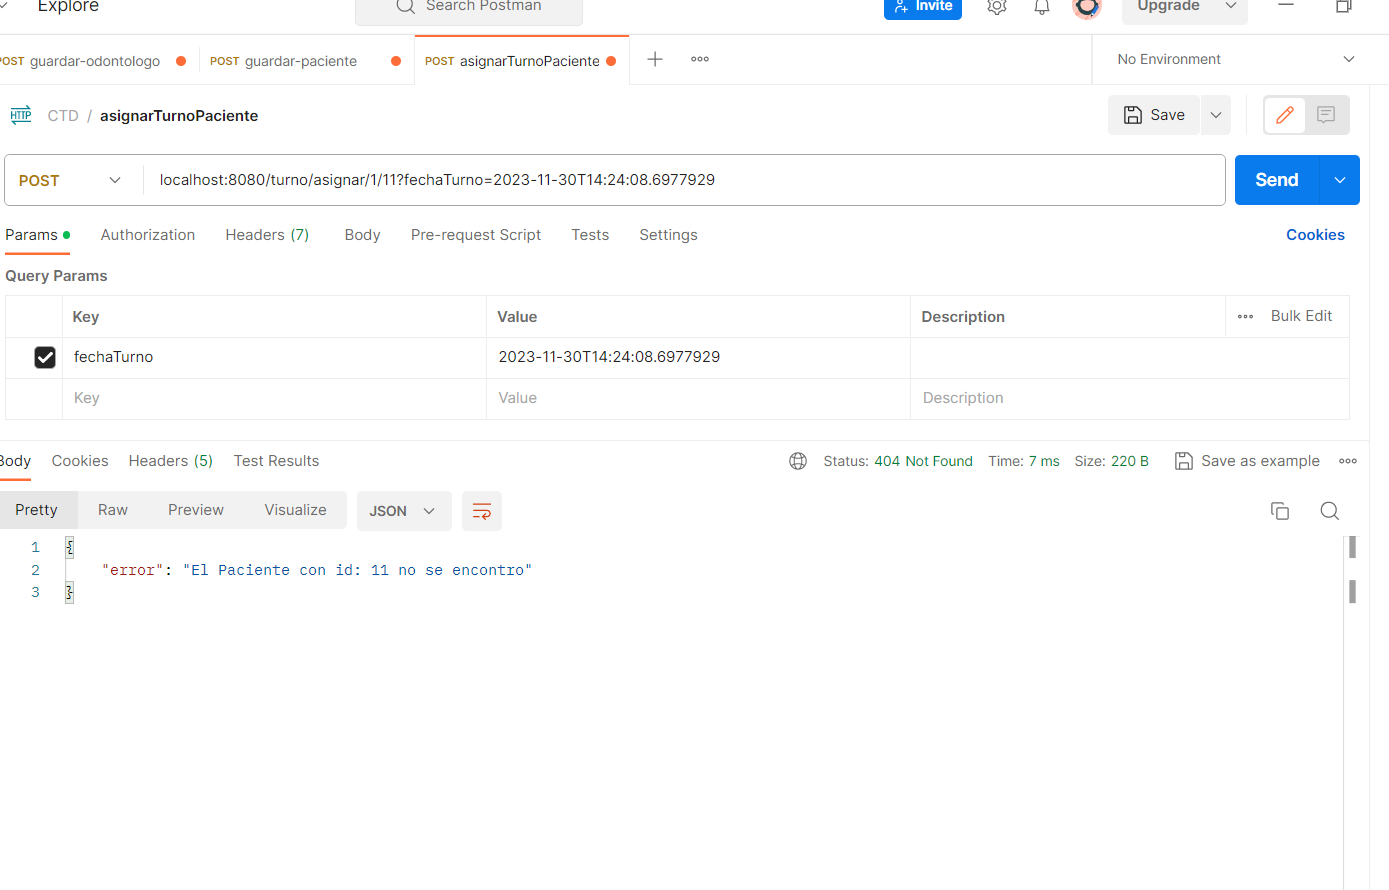 Explore
Search Postman
Invite
Upgrade
POST guardar-odontologo
POST guardar-paciente
POST asignarTurnoPaciente
No Environment
HTTP CTD / asignarTurnoPaciente
Save
POST
localhost:8080/turno/asignar/1/11?fechaTurno=2023-11-30T14:24:08.6977929
Send
Params Authorization Headers (7) Body Pre-request Script Tests Settings
Cookies
Query Params
Key Value Description Bulk Edit
fechaTurno 2023-11-30T14:24:08.6977929
Key Value Description
Body Cookies Headers (5) Test Results
Status: 404 Not Found Time: 7 ms Size: 220 B Save as example
Pretty Raw Preview Visualize JSON
1 {
2 "error": "El Paciente con id: 11 no se encontro"
3 }